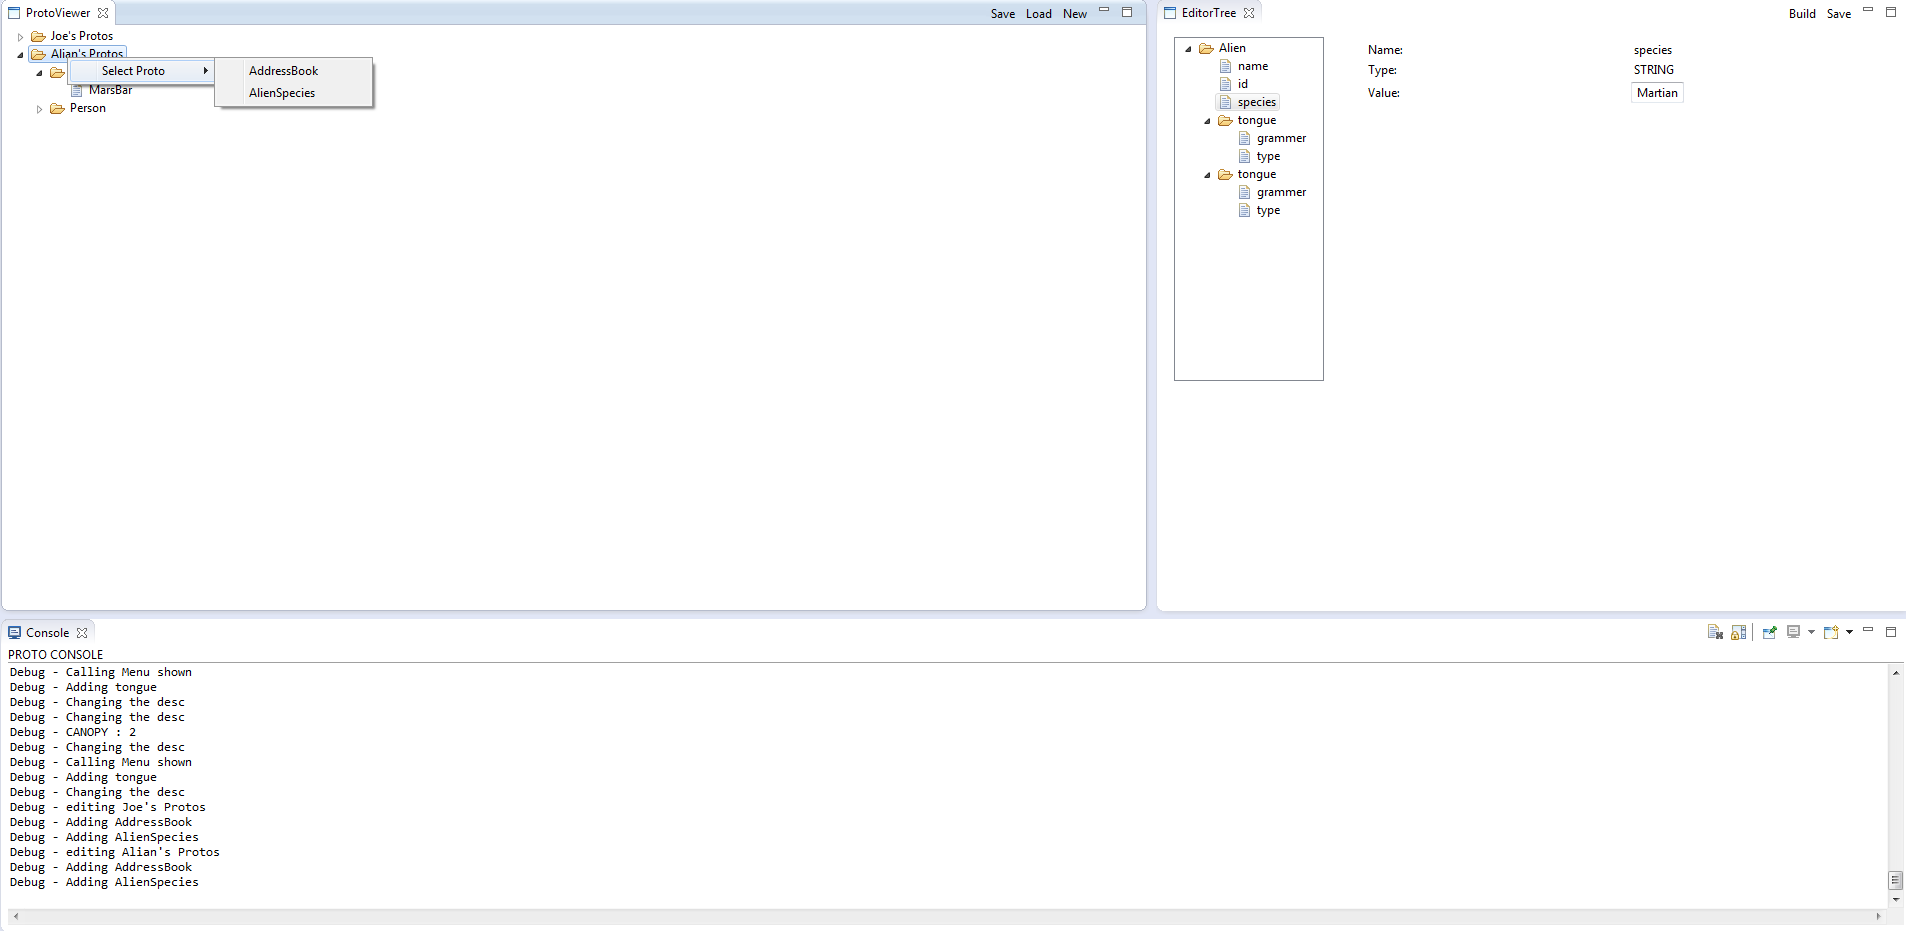 ProtoViewer
Save Load New
Joe's Protos
Alian's Protos
Select Proto
AddressBook
AlienSpecies
MarsBar
Person
EditorTree
Build Save
Alien
name
id
species
tongue
grammer
type
tongue
grammer
type
Name: species
Type: STRING
Value: Martian
Console
PROTO CONSOLE
Debug - Calling Menu shown
Debug - Adding tongue
Debug - Changing the desc
Debug - Changing the desc
Debug - CANOPY : 2
Debug - Changing the desc
Debug - Calling Menu shown
Debug - Adding tongue
Debug - Changing the desc
Debug - editing Joe's Protos
Debug - Adding AddressBook
Debug - Adding AlienSpecies
Debug - editing Alian's Protos
Debug - Adding AddressBook
Debug - Adding AlienSpecies